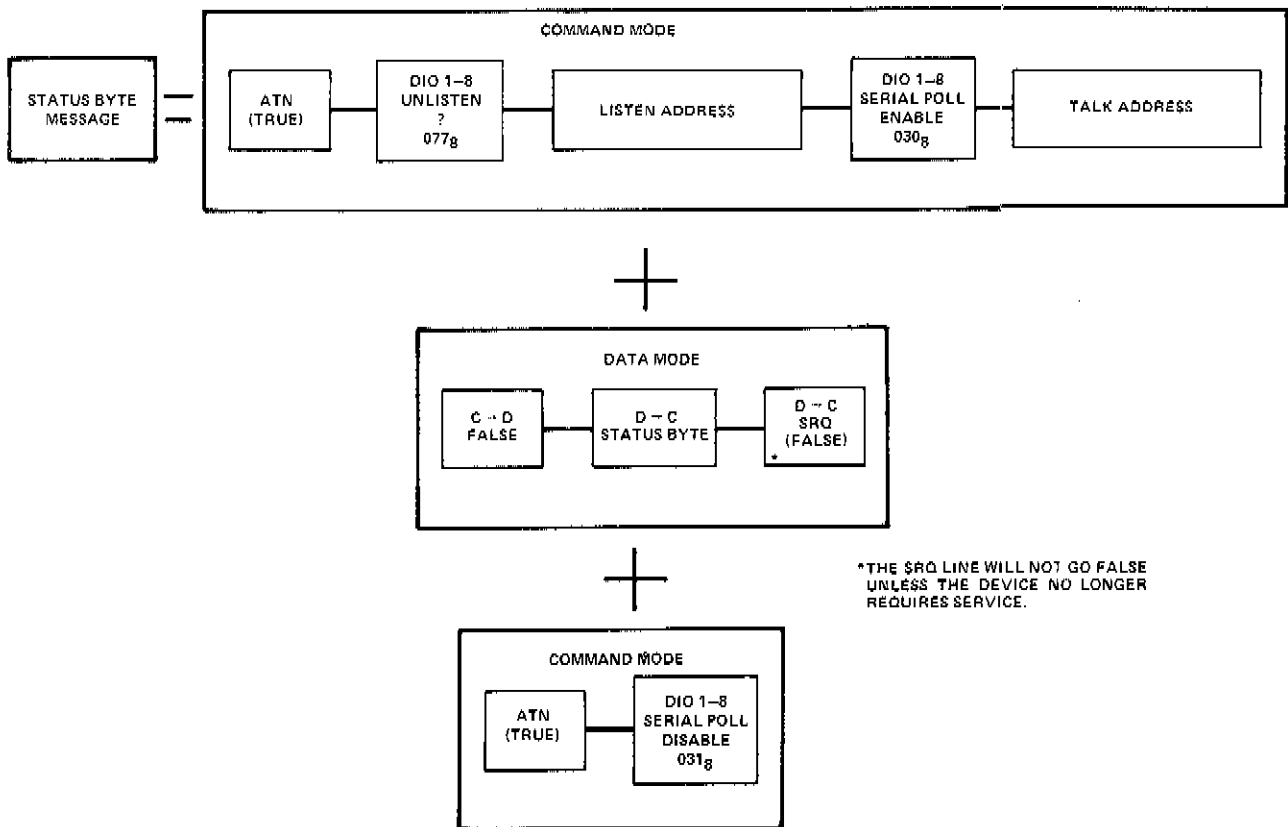 COMMAND MODE
STATUS BYTE
MESSAGE
=
ATN
(TRUE)
DIO 1–8
UNLISTEN
?
077₈
LISTEN ADDRESS
DIO 1–8
SERIAL POLL
ENABLE
030₈
TALK ADDRESS
+
DATA MODE
C – D
FALSE
D – C
STATUS BYTE
D – C
SRQ
(FALSE)
*
+
*THE SRQ LINE WILL NOT GO FALSE
UNLESS THE DEVICE NO LONGER
REQUIRES SERVICE.
COMMAND MODE
ATN
(TRUE)
DIO 1–8
SERIAL POLL
DISABLE
031₈